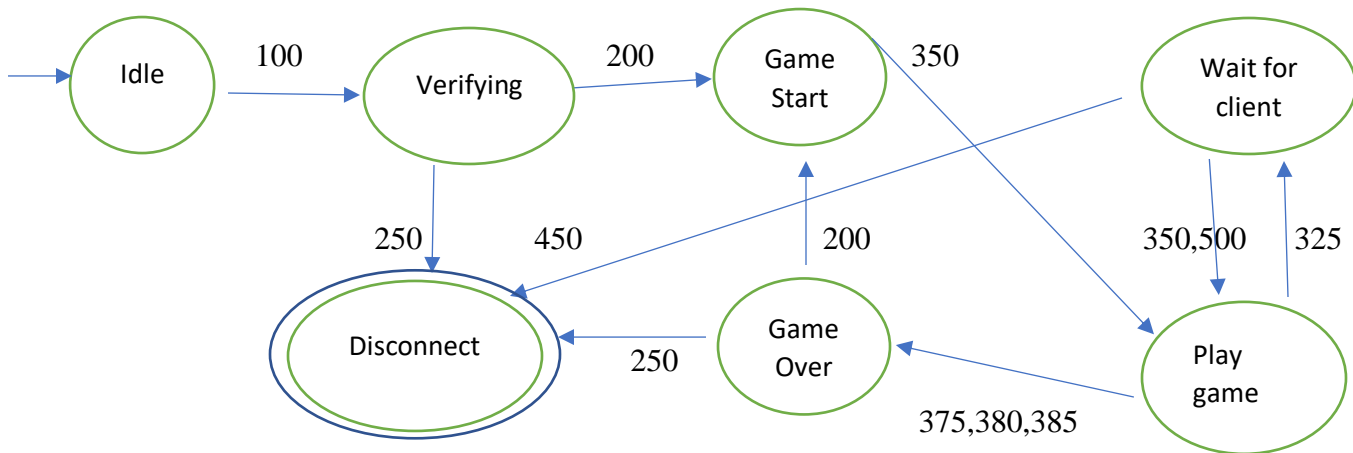 Idle
100
Verifying
200
Game
Start
350
Wait for
client
250
450
200
350,500
325
Disconnect
250
Game
Over
Play
game
375,380,385